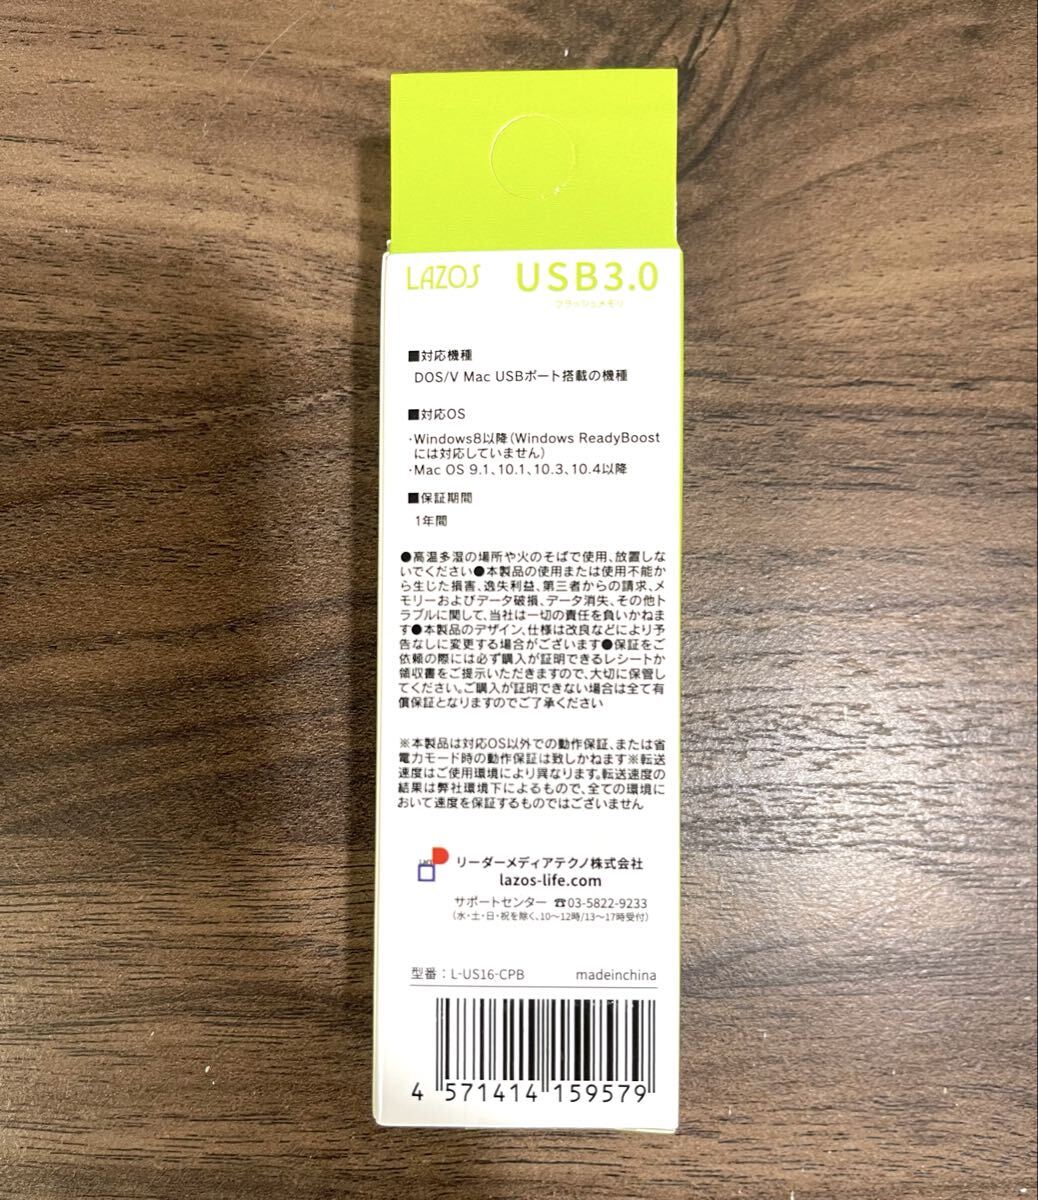 LAZOS USB3.0
フラッシュメモリ
■対応機種
DOS/V Mac USBポート搭載の機種
■対応OS
・Windows8以降(Windows ReadyBoost
には対応していません)
・Mac OS 9.1、10.1、10.3、10.4以降
■保証期間
1年間
●高温多湿の場所や火のそばで使用、放置しな
いでください●本製品の使用または使用不能か
ら生じた損害、逸失利益、第三者からの請求、メ
モリーおよびデータ破損、データ消失、その他ト
ラブルに関して、当社は一切の責任を負いかねま
す●本製品のデザイン、仕様は改良などにより予
告なしに変更する場合がございます●保証をご
依頼の際には必ず購入が証明できるレシートか
領収書をご提示いただきますので、大切に保管し
てください。ご購入が証明できない場合は全て有
償保証となりますのでご了承ください
※本製品は対応OS以外での動作保証、または省
電力モード時の動作保証は致しかねます※転送
速度はご使用環境により異なります。転送速度の
結果は弊社環境下によるもので、全ての環境に
おいて速度を保証するものではございません
リーダーメディアテクノ株式会社
lazos-life.com
サポートセンター ☎03-5822-9233
(水・土・日・祝を除く、10〜12時/13〜17時受付)
型番：L-US16-CPB madeinchina
4 571414 159579